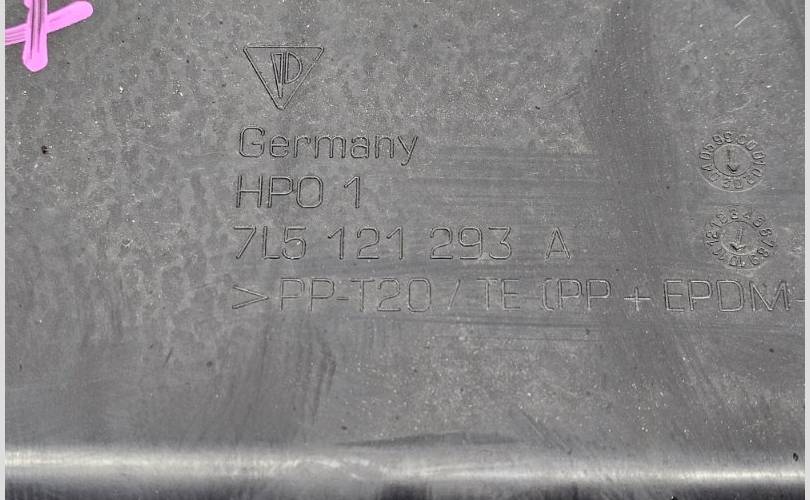 Germany
HPO 1
7L5 121 293 A
>PP-T20 / TE (PP + EPDM